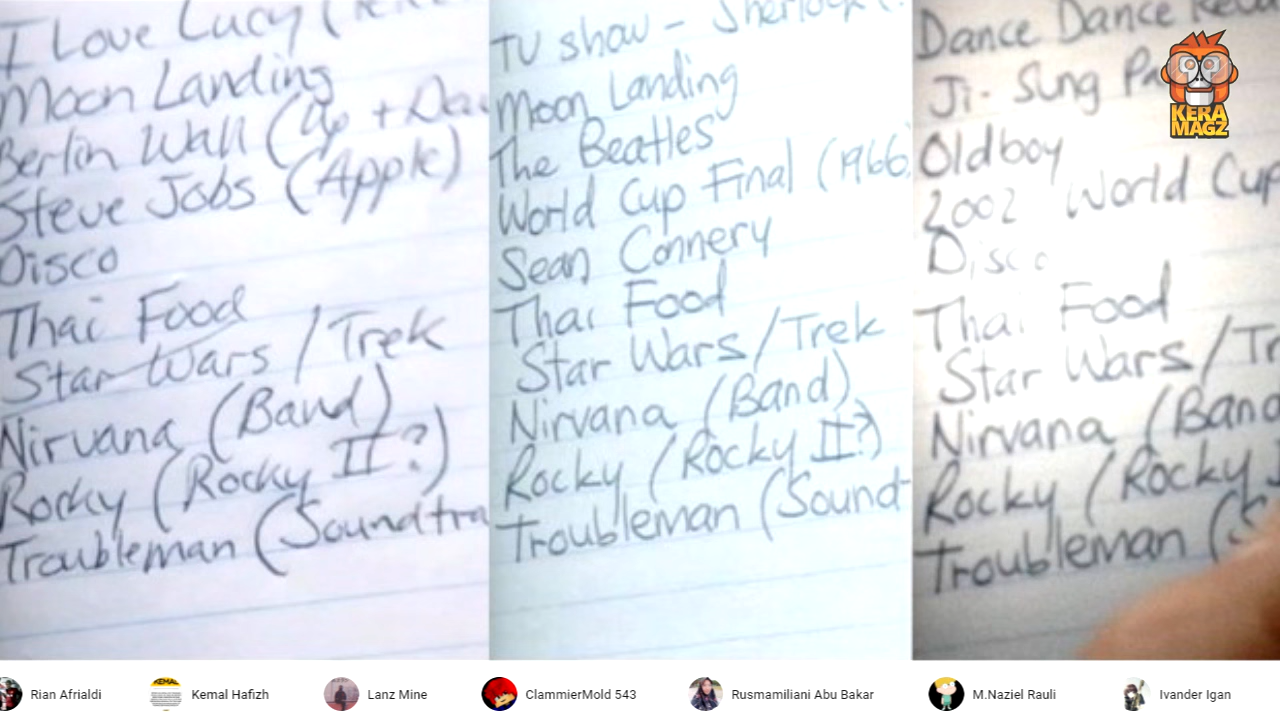 I Love Lucy (
Moon Landing
Berlin Wall (Up +
Steve Jobs (Apple)
Disco
Thai Food
Star Wars / Trek
Nirvana (Band)
Rocky (Rocky II?)
Troubleman (Soundtra
TV show - Sherlock
Moon Landing
The Beatles
World Cup Final (1966
Sean Connery
Thai Food
Star Wars/Trek
Nirvana (Band)
Rocky (Rocky II?)
Troubleman (Sound-
Dance Dance
Ji-Sung
Oldboy
2002 World Cup
Disco
Thai Food
Star Wars/Tr
Nirvana (Band
Rocky (Rocky
Troubleman (
KERA
MAGZ
Rian Afrialdi
Kemal Hafizh
Lanz Mine
Clammierdrune543
Rusmamiriani Abu Bakar
M.Naziel Rauli
Ivander Igan